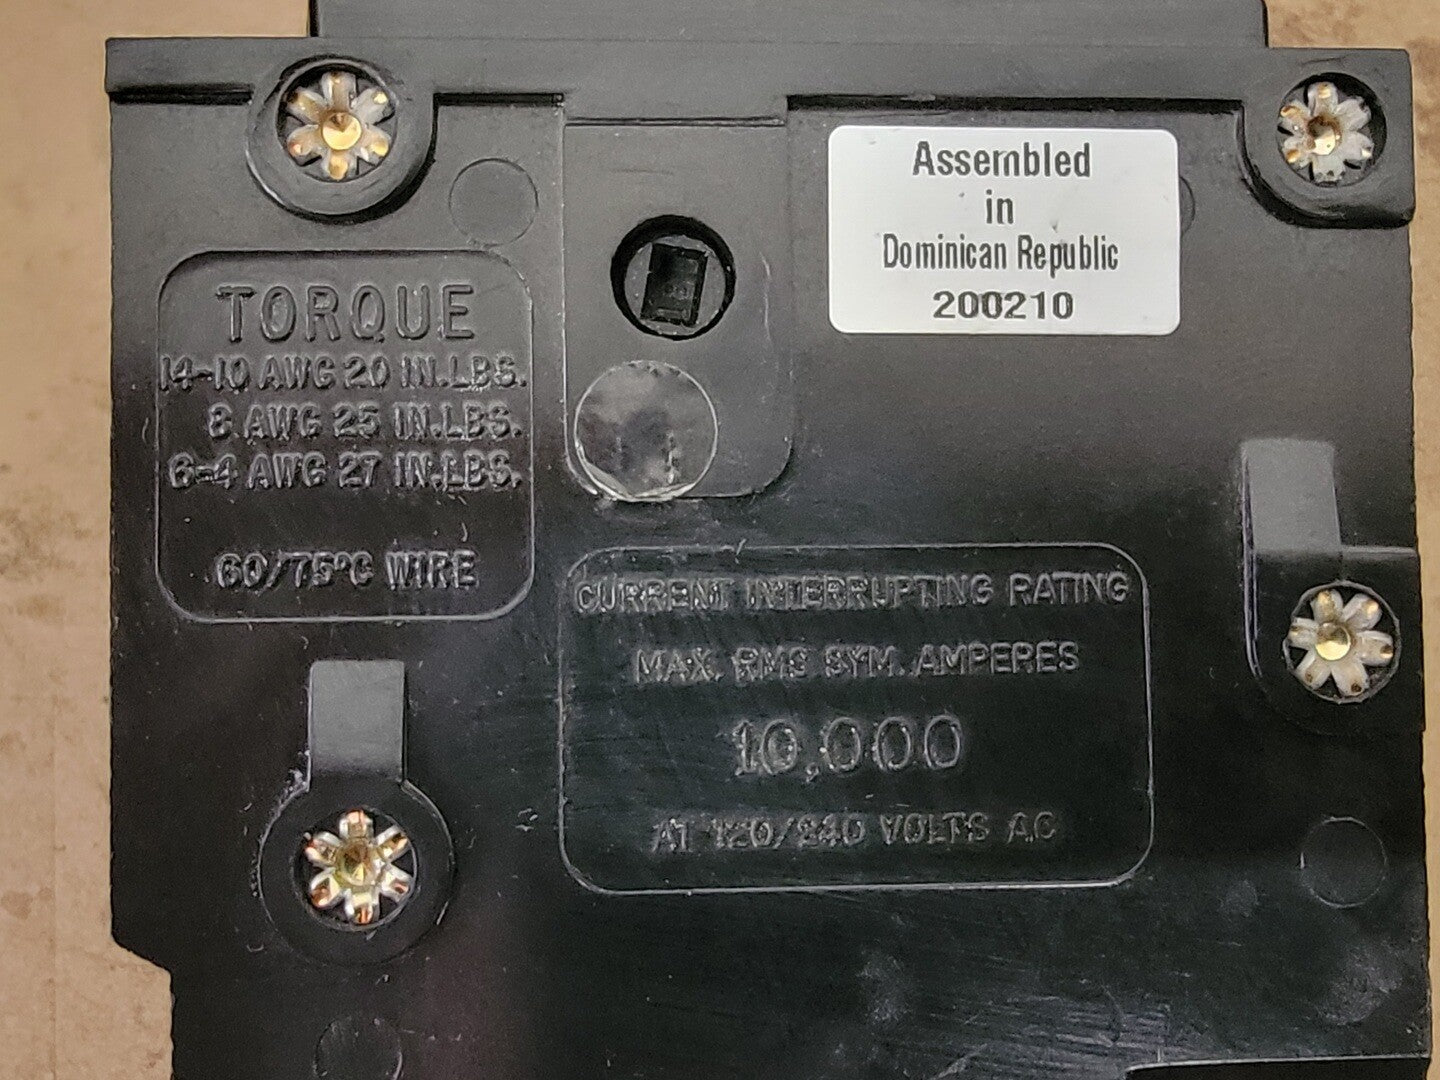 Assembled
in
Dominican Republic
200210
TORQUE
14-10 AWG 20 IN.LBS.
8 AWG 25 IN.LBS.
6-4 AWG 27 IN.LBS.
60/75°C WIRE
CURRENT INTERRUPTING RATING
MAX. RMS SYM. AMPERES
10,000
AT 120/240 VOLTS AC